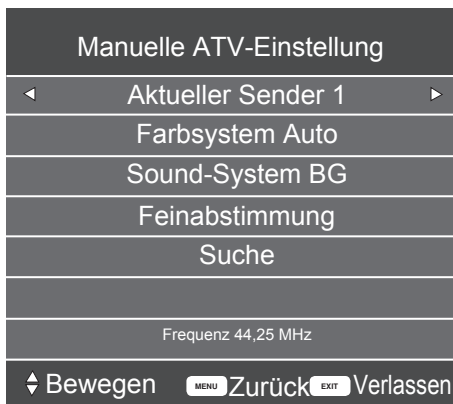 Manuelle ATV-Einstellung
Aktueller Sender 1
Farbsystem Auto
Sound-System BG
Feinabstimmung
Suche
Frequenz 44,25 MHz
Bewegen MENU Zurück EXIT Verlassen